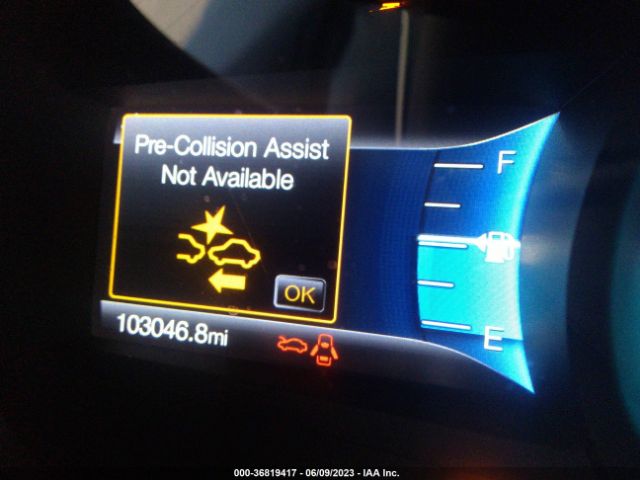 Pre-Collision Assist
Not Available
OK
F
E
103046.8mi
000-36819417 - 06/09/2023 - © IAA Inc.